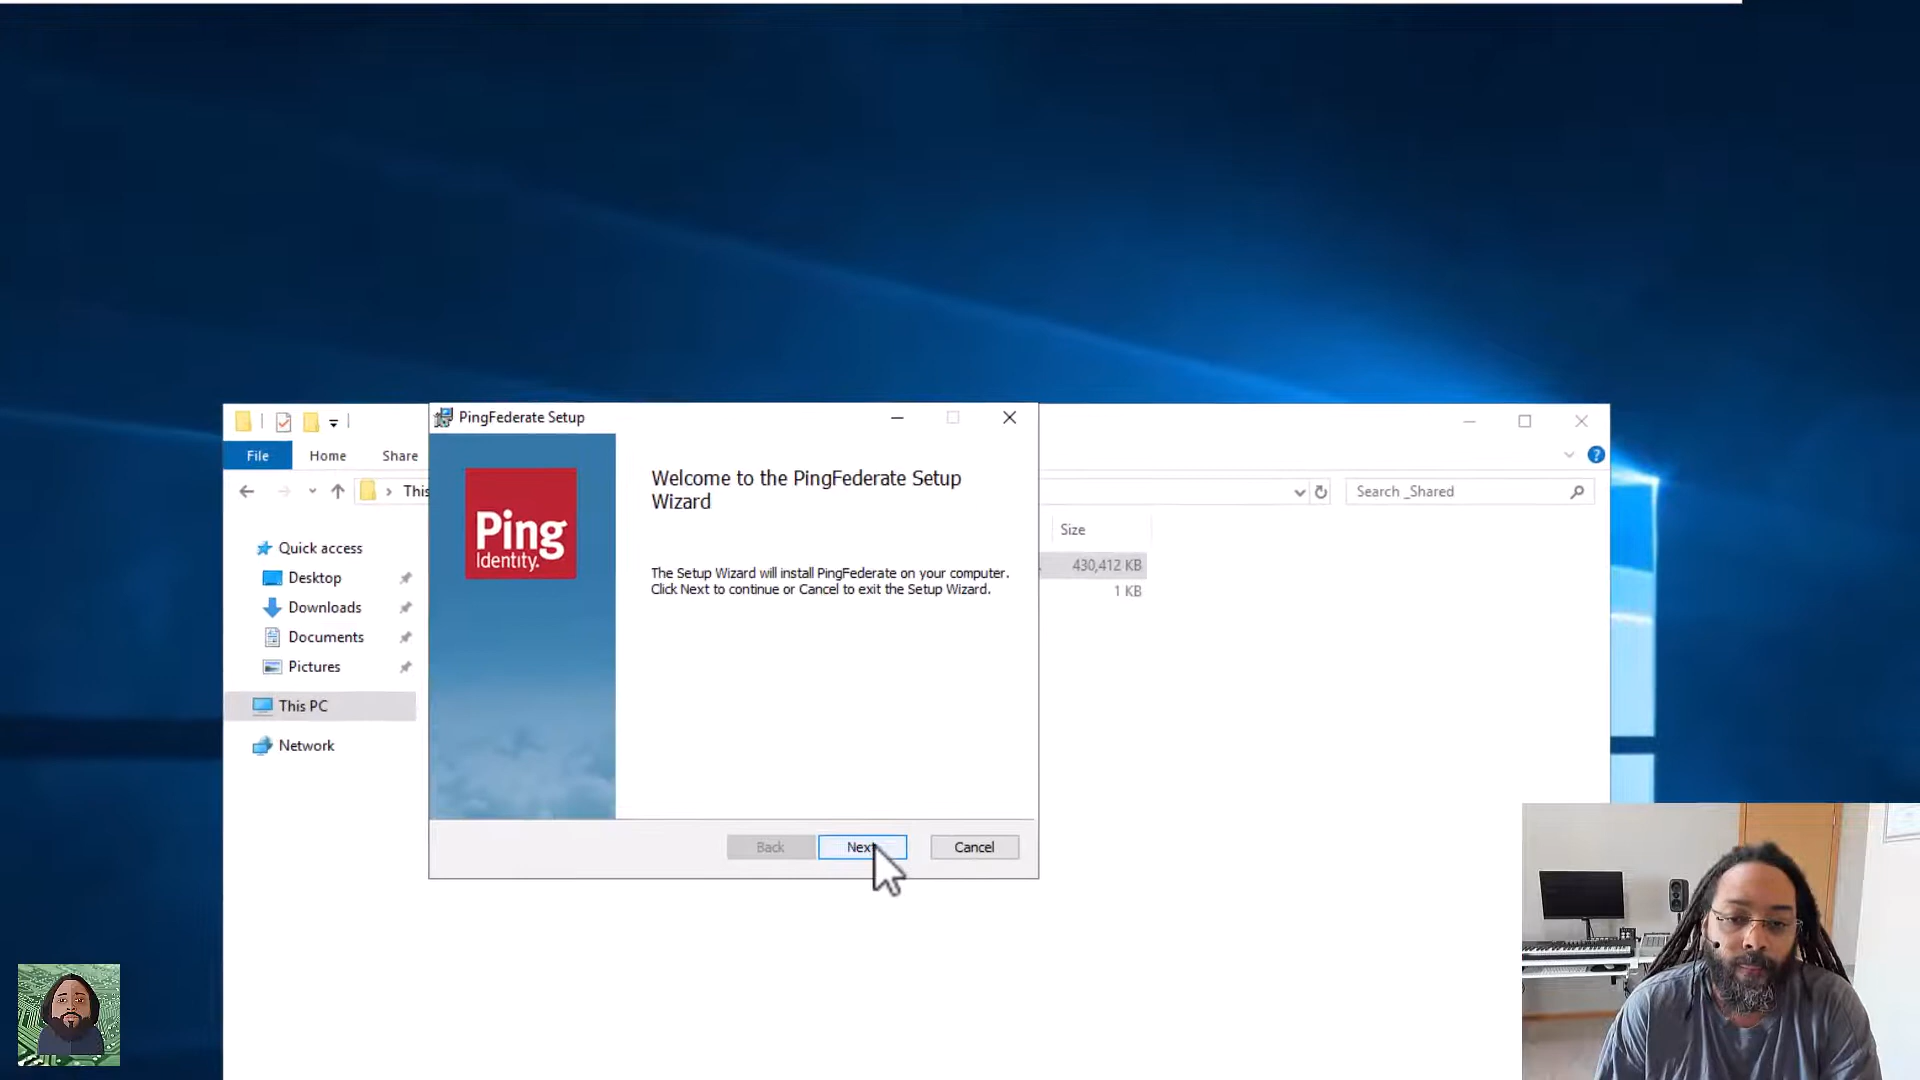 PingFederate Setup
File
Home
Share
This
Search _Shared
Ping
Identity.
Welcome to the PingFederate Setup
Wizard
The Setup Wizard will install PingFederate on your computer.
Click Next to continue or Cancel to exit the Setup Wizard.
Size
430,412 KB
1 KB
Quick access
Desktop
Downloads
Documents
Pictures
This PC
Network
Back
Next
Cancel